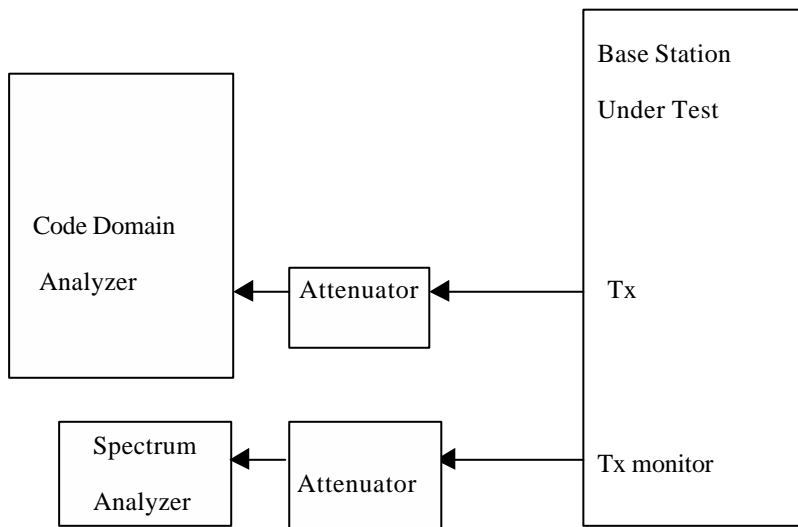 Base Station
Under Test
Code Domain
Analyzer
Attenuator
Tx
Spectrum
Analyzer
Attenuator
Tx monitor